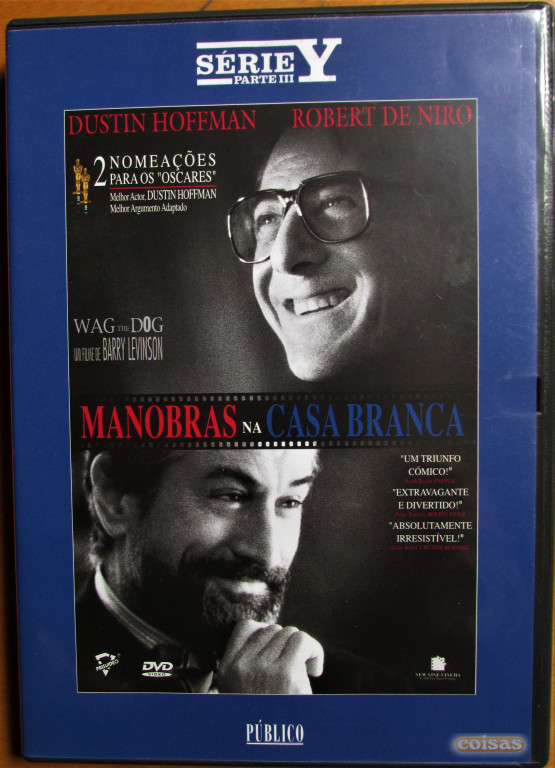 SÉRIE Y
PARTE III
DUSTIN HOFFMAN ROBERT DE NIRO
2 NOMEAÇÕES
PARA OS "OSCARES"
Melhor Actor, DUSTIN HOFFMAN
Melhor Argumento Adaptado
WAG THE DOG
UM FILME DE BARRY LEVINSON
MANOBRAS NA CASA BRANCA
"UM TRIUNFO
CÓMICO!"
"EXTRAVAGANTE
E DIVERTIDO!"
"ABSOLUTAMENTE
IRRESISTÍVEL!"
PRISVIDEO
DVD
VIDEO
NEW LINE CINEMA
PÚBLICO
coisas